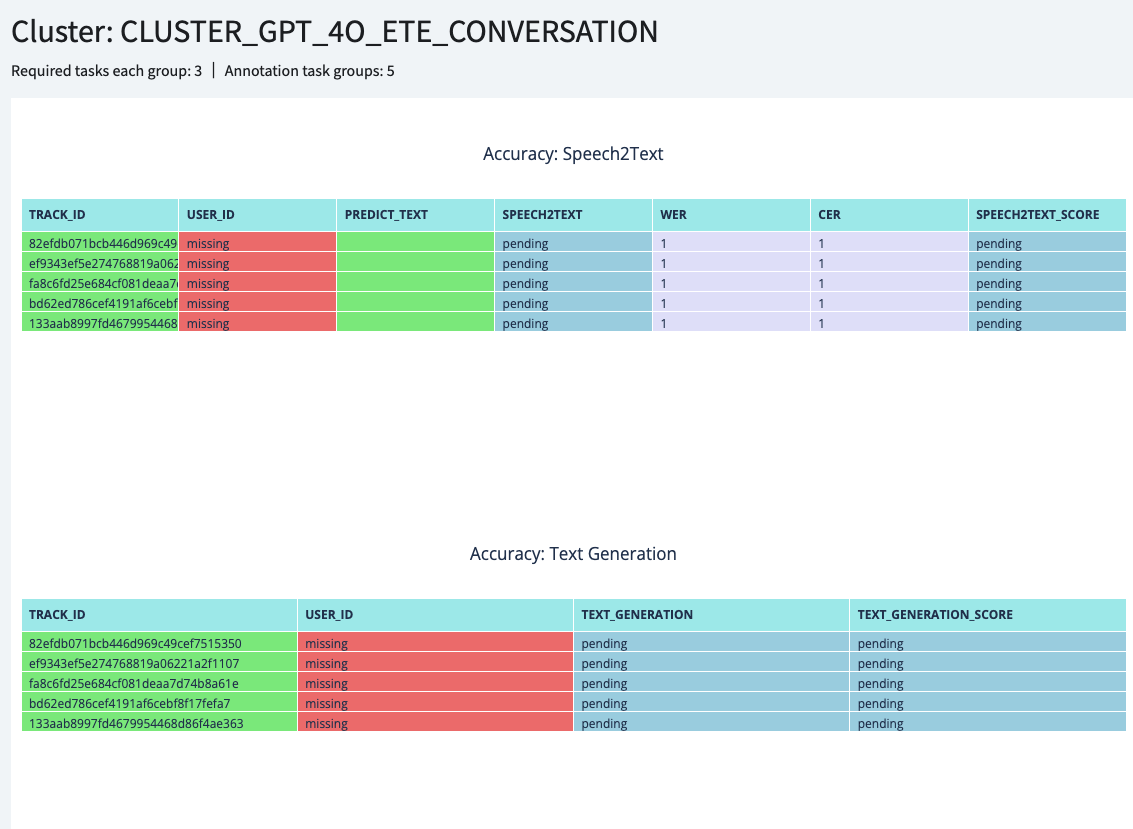 Cluster: CLUSTER_GPT_4O_ETE_CONVERSATION
Required tasks each group: 3 | Annotation task groups: 5
Accuracy: Speech2Text
TRACK_ID USER_ID PREDICT_TEXT SPEECH2TEXT WER CER SPEECH2TEXT_SCORE
82efdb071bcb446d969c49 missing pending 1 1 pending
ef9343ef5e274768819a062 missing pending 1 1 pending
fa8c6fd25e684cf081deaa7 missing pending 1 1 pending
bd62ed786cef4191af6cebf missing pending 1 1 pending
133aab8997fd4679954468 missing pending 1 1 pending
Accuracy: Text Generation
TRACK_ID USER_ID TEXT_GENERATION TEXT_GENERATION_SCORE
82efdb071bcb446d969c49cef7515350 missing pending pending
ef9343ef5e274768819a06221a2f1107 missing pending pending
fa8c6fd25e684cf081deaa7d74b8a61e missing pending pending
bd62ed786cef4191af6cebf8f17fefa7 missing pending pending
133aab8997fd4679954468d86f4ae363 missing pending pending